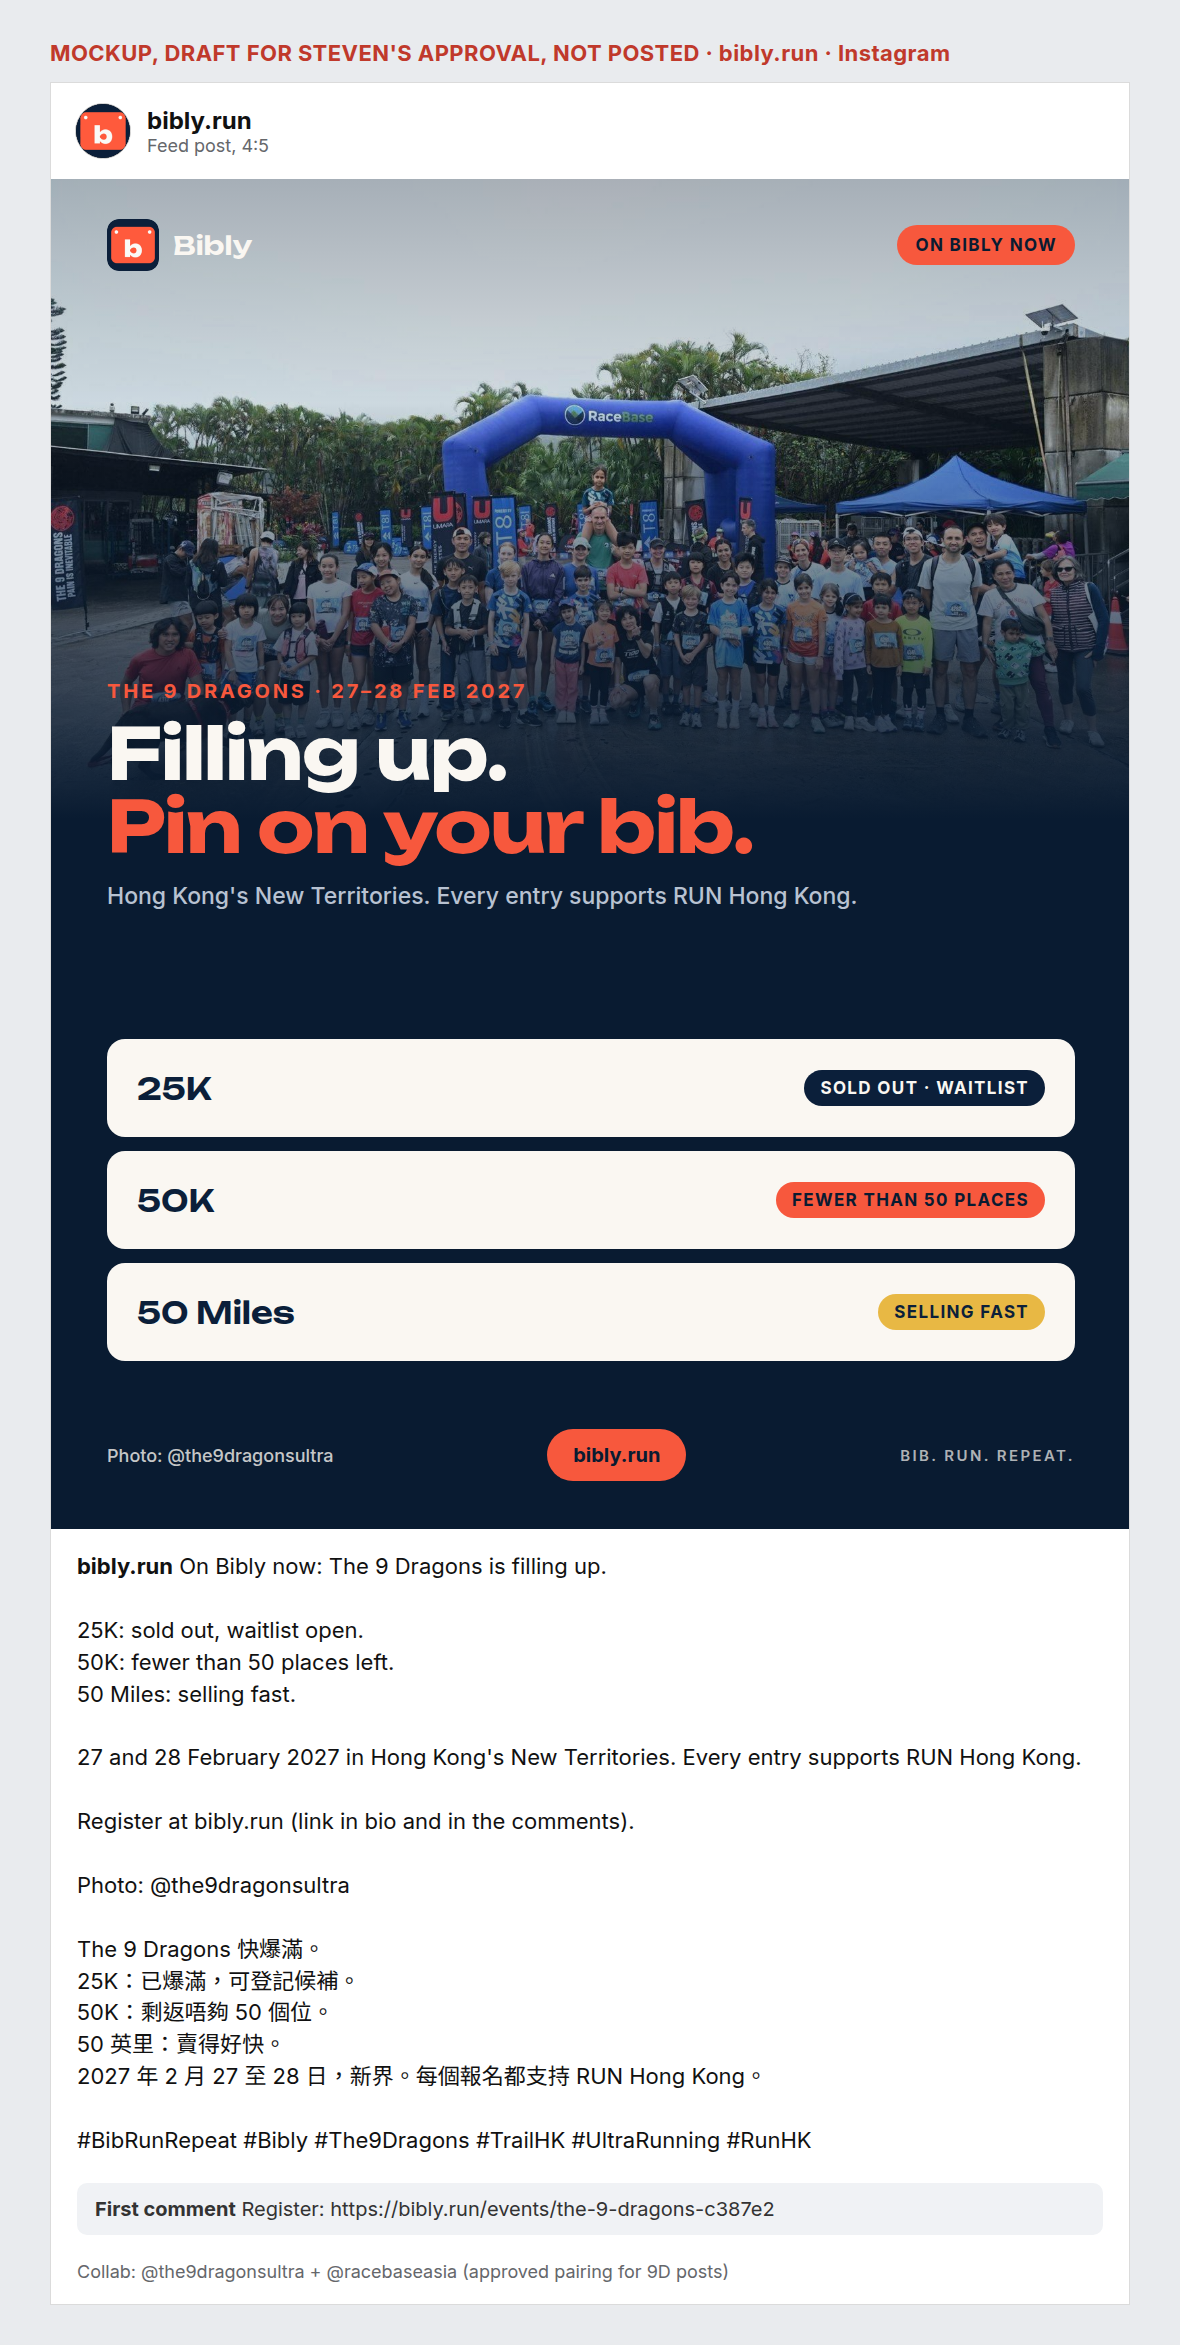 MOCKUP, DRAFT FOR STEVEN'S APPROVAL, NOT POSTED · bibly.run · Instagram
b
bibly.run
Feed post, 4:5
b
Bibly
ON BIBLY NOW
RaceBase
THE 9 DRAGONS
PAIN IS INEVITABLE
U
UMARA
U
T8
T8
U
THE 9 DRAGONS · 27–28 FEB 2027
Filling up.
Pin on your bib.
Hong Kong's New Territories. Every entry supports RUN Hong Kong.
25K
SOLD OUT · WAITLIST
50K
FEWER THAN 50 PLACES
50 Miles
SELLING FAST
Photo: @the9dragonsultra
bibly.run
BIB. RUN. REPEAT.
bibly.run On Bibly now: The 9 Dragons is filling up.
25K: sold out, waitlist open.
50K: fewer than 50 places left.
50 Miles: selling fast.
27 and 28 February 2027 in Hong Kong's New Territories. Every entry supports RUN Hong Kong.
Register at bibly.run (link in bio and in the comments).
Photo: @the9dragonsultra
The 9 Dragons 快爆滿。
25K：已爆滿，可登記候補。
50K：剩返唔夠 50 個位。
50 英里：賣得好快。
2027 年 2 月 27 至 28 日，新界。每個報名都支持 RUN Hong Kong。
#BibRunRepeat #Bibly #The9Dragons #TrailHK #UltraRunning #RunHK
First comment Register: https://bibly.run/events/the-9-dragons-c387e2
Collab: @the9dragonsultra + @racebaseasia (approved pairing for 9D posts)